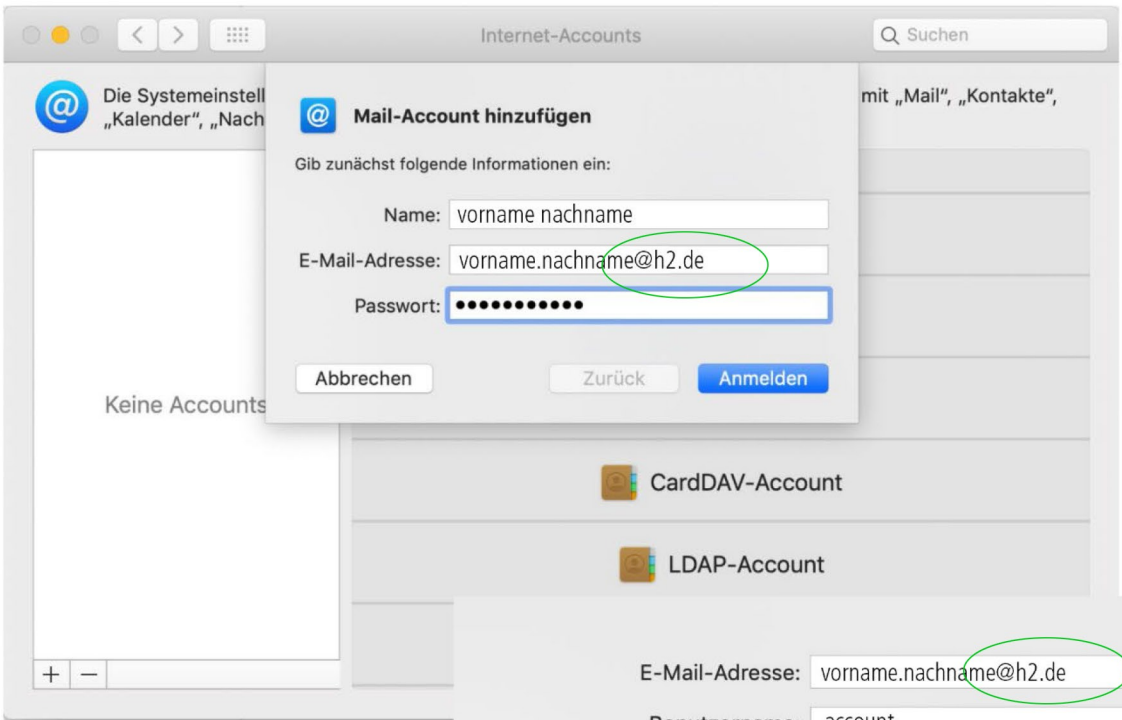 Internet-Accounts
Suchen
Die Systemeinstell
mit „Mail“, „Kontakte“,
„Kalender“, „Nach
Mail-Account hinzufügen
Gib zunächst folgende Informationen ein:
Name: vorname nachname
E-Mail-Adresse: vorname.nachname@h2.de
Passwort: •••••••••••
Abbrechen
Zurück
Anmelden
Keine Accounts
CardDAV-Account
LDAP-Account
E-Mail-Adresse: vorname.nachname@h2.de
Benutzername: account